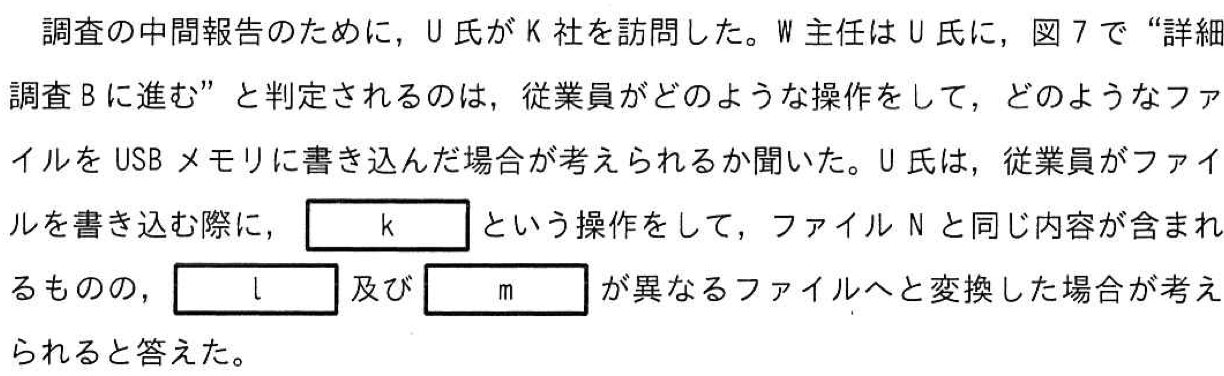 調査の中間報告のために，U 氏が K 社を訪問した。W 主任は U 氏に，図 7 で“詳細
調査 B に進む”と判定されるのは，従業員がどのような操作をして，どのようなファ
イルを USB メモリに書き込んだ場合が考えられるか聞いた。U 氏は，従業員がファイ
ルを書き込む際に， k という操作をして，ファイル N と同じ内容が含まれ
るものの， l 及び m が異なるファイルへと変換した場合が考え
られると答えた。